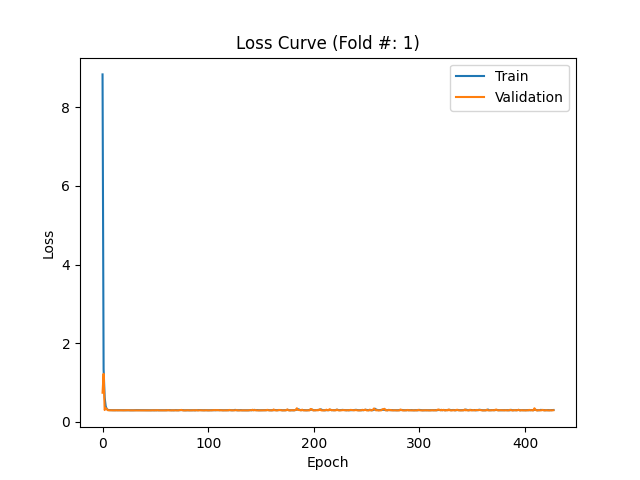 Loss Curve (Fold #: 1)
Train
Validation
8
6
4
2
0
Loss
0 100 200 300 400
Epoch